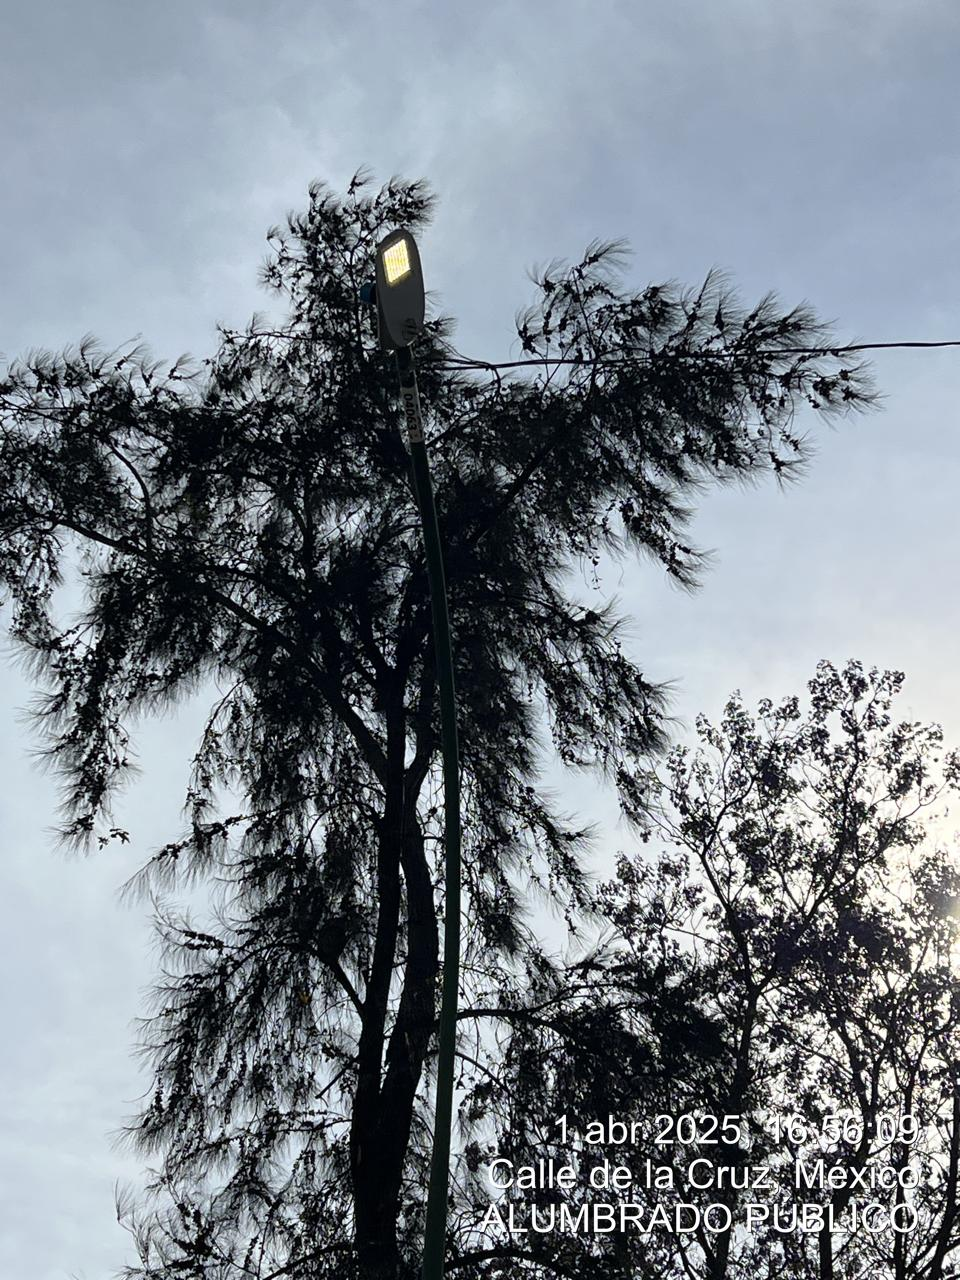 1 abr 2025, 16:56:09
Calle de la Cruz, México
ALUMBRADO PÚBLICO